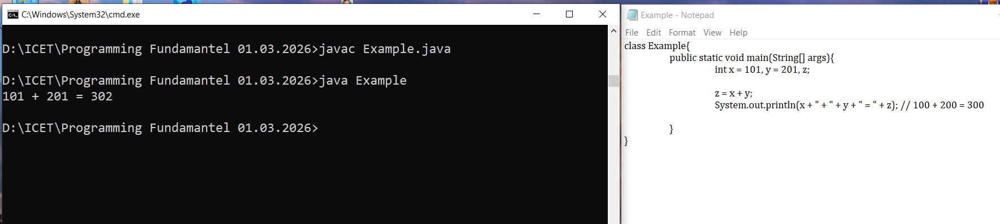 C:\Windows\System32\cmd.exe
D:\ICET\Programming Fundamantel 01.03.2026>javac Example.java
D:\ICET\Programming Fundamantel 01.03.2026>java Example
101 + 201 = 302
D:\ICET\Programming Fundamantel 01.03.2026>
Example - Notepad
File Edit Format View Help
class Example{
public static void main(String[] args){
int x = 101, y = 201, z;
z = x + y;
System.out.println(x + " + " + y + " = " + z); // 100 + 200 = 300
}
}